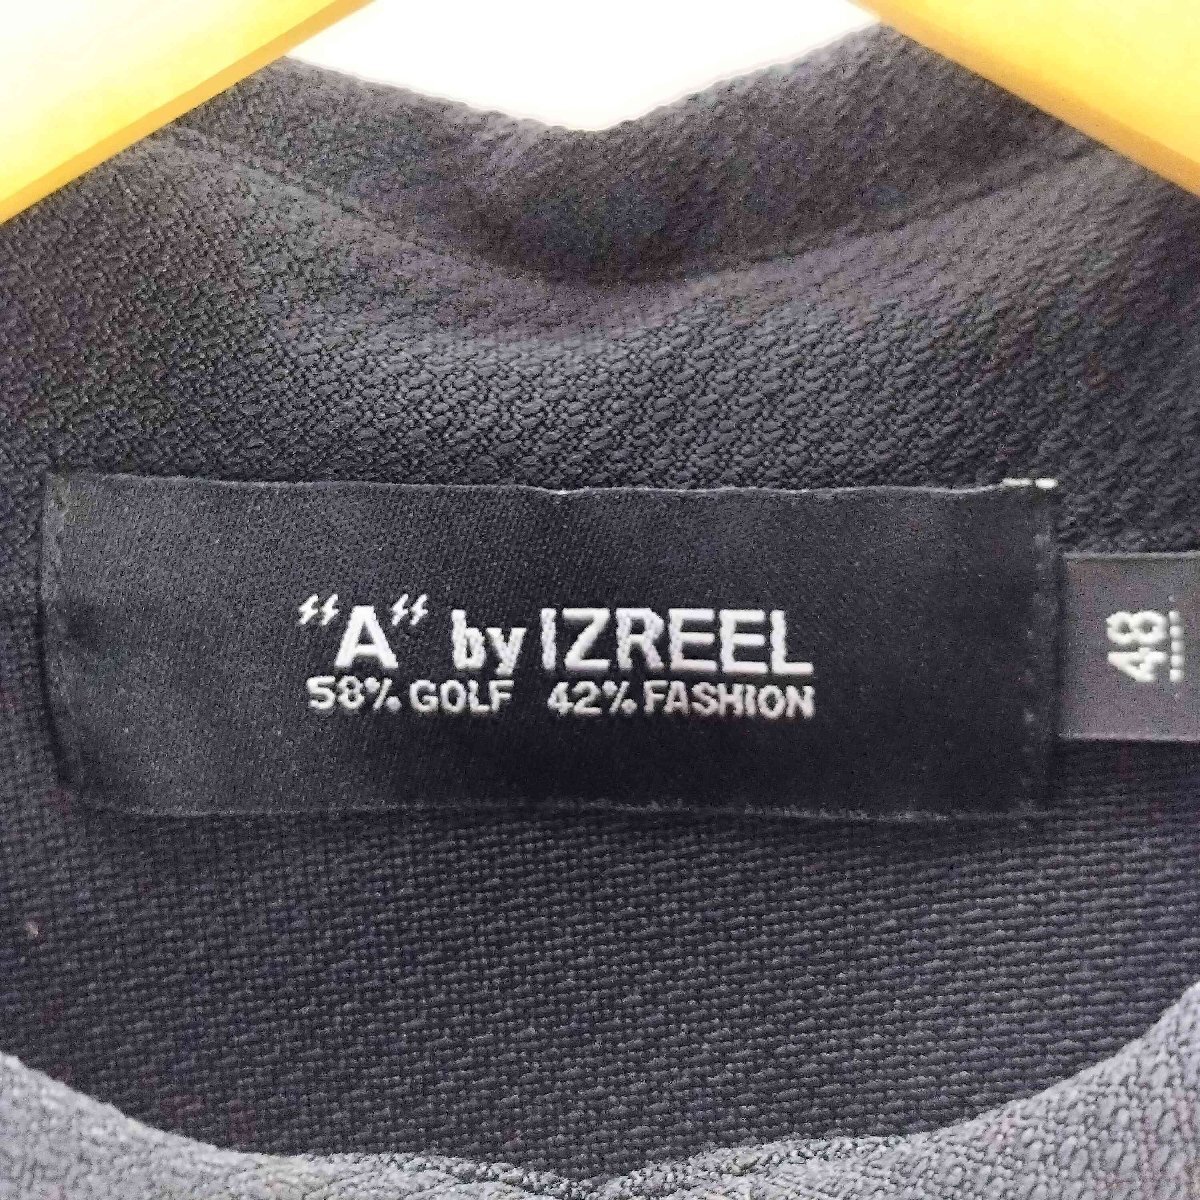 "A" by IZREEL
58% GOLF 42% FASHION
48